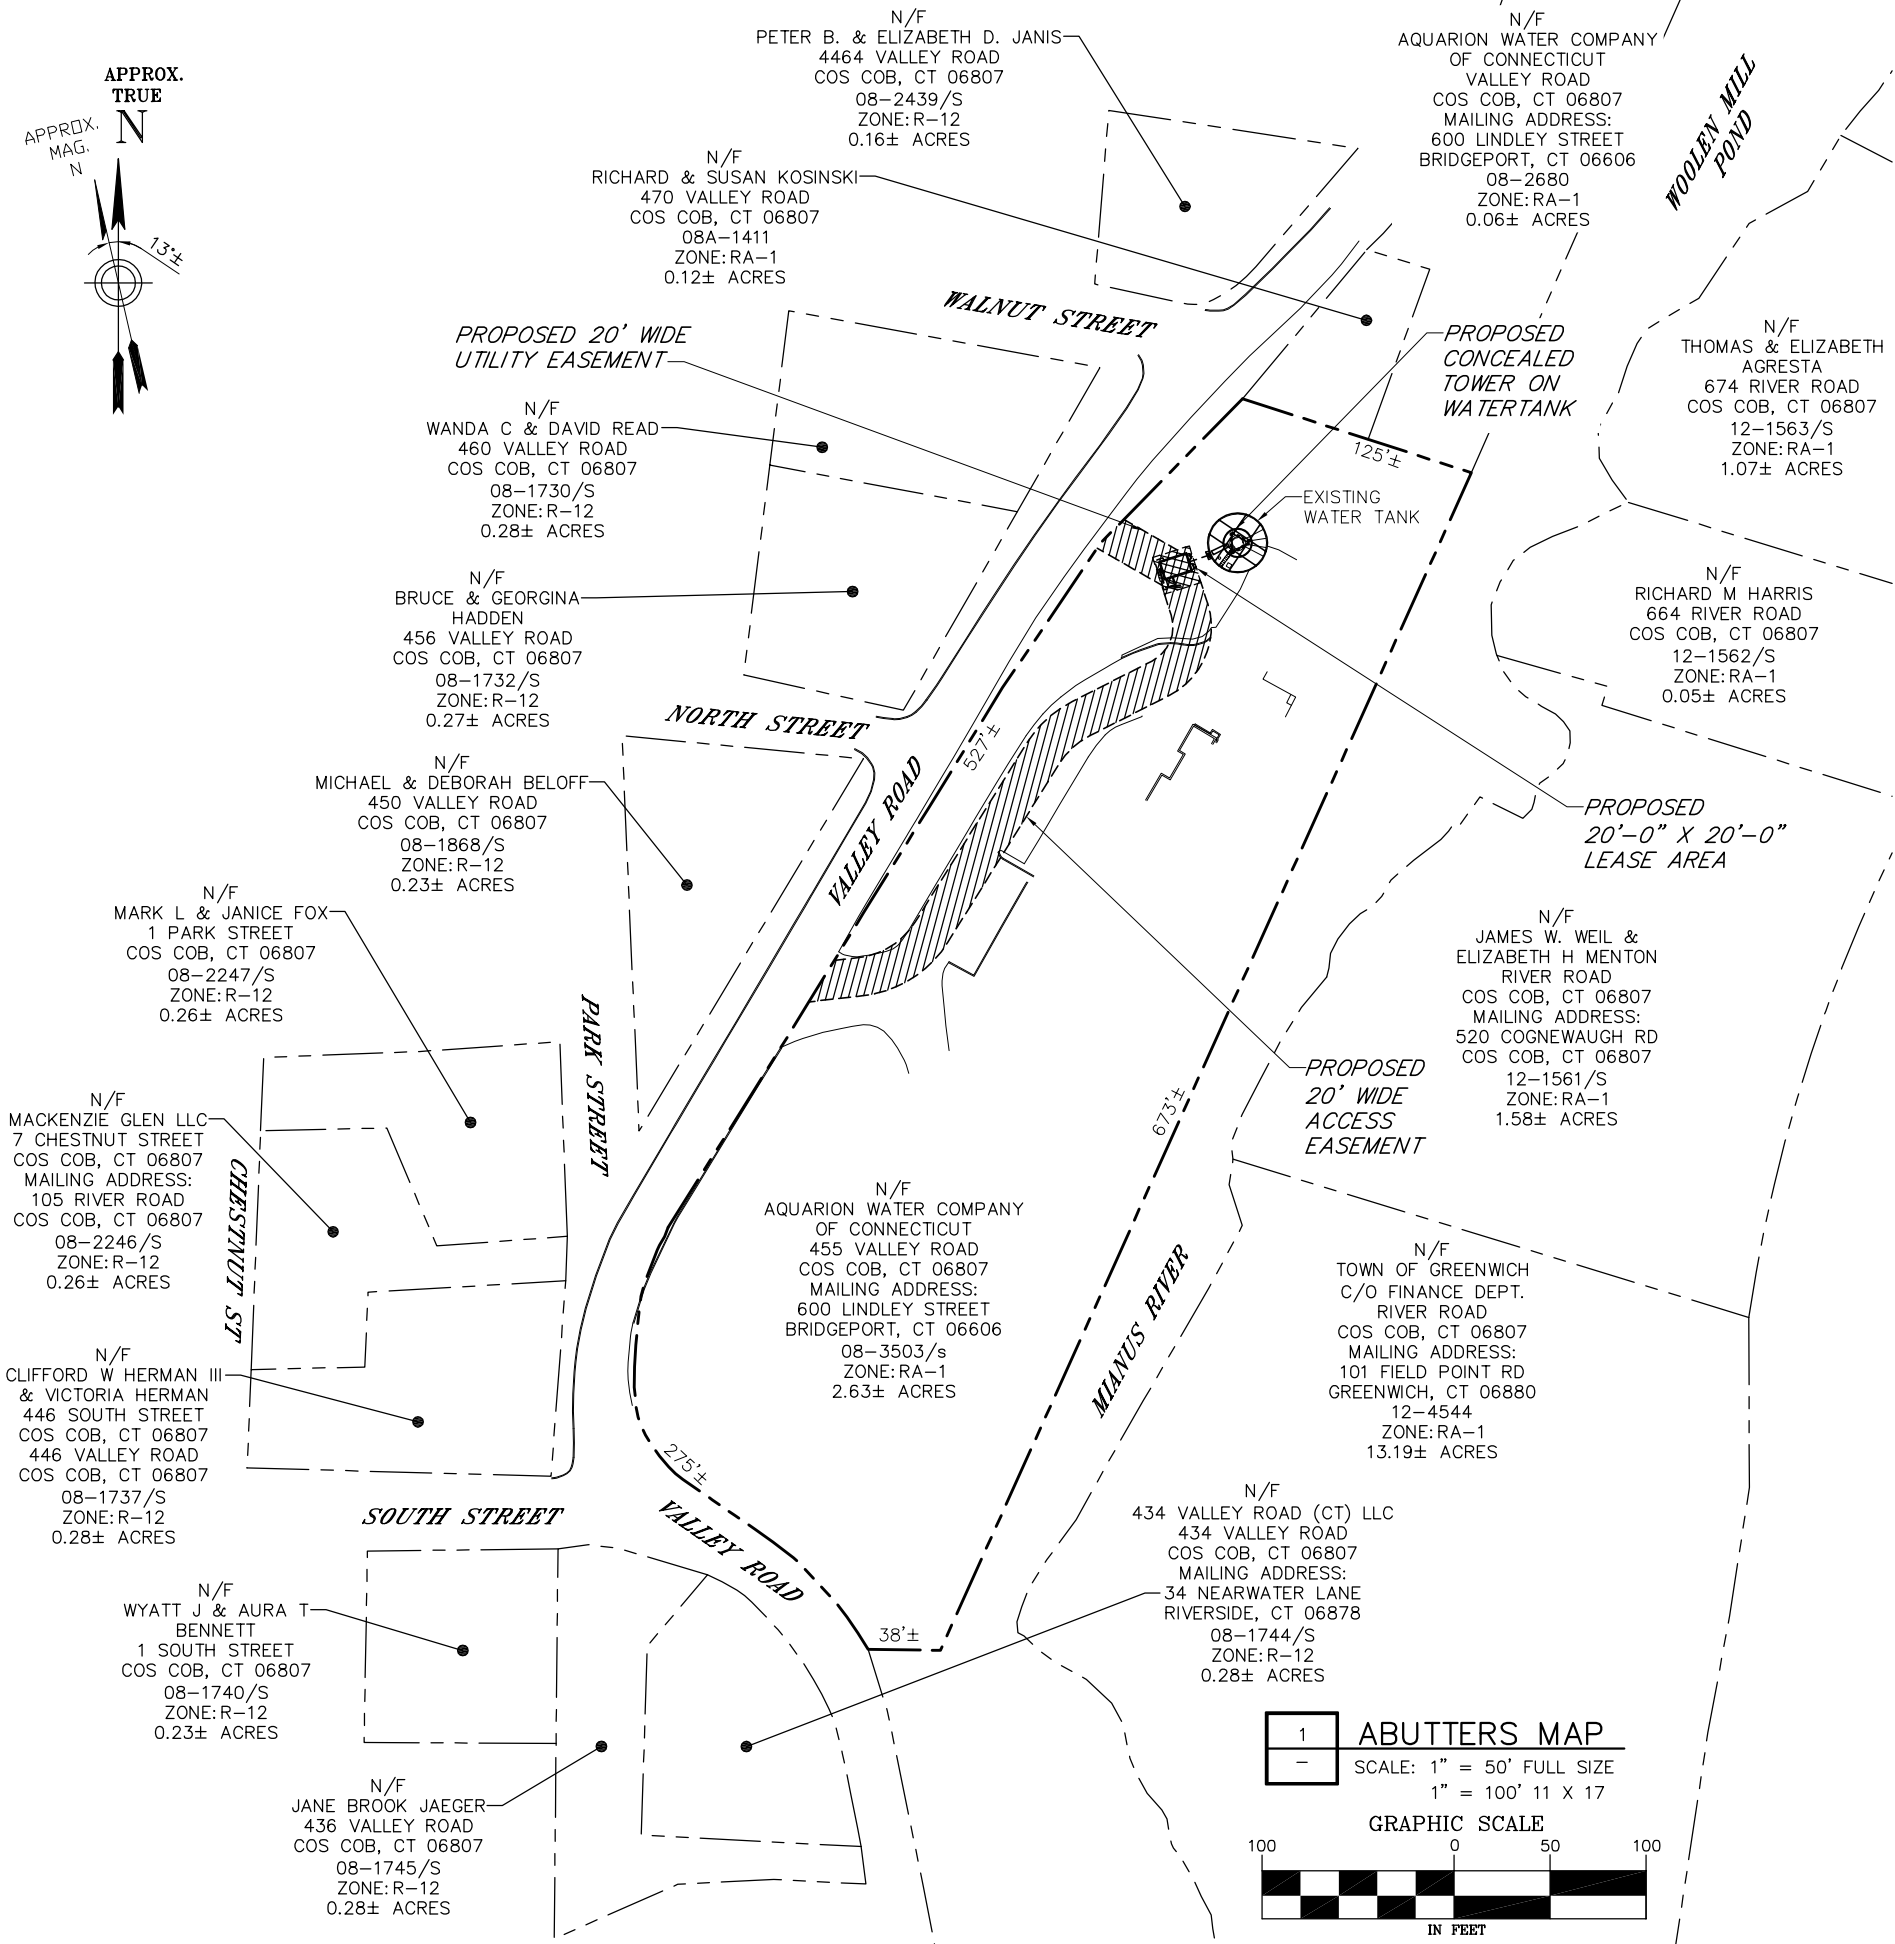 N/F
PETER B. & ELIZABETH D. JANIS
4464 VALLEY ROAD
COS COB, CT 06807
08-2439/S
ZONE: R-12
0.16± ACRES
N/F
AQUARION WATER COMPANY
OF CONNECTICUT
VALLEY ROAD
COS COB, CT 06807
MAILING ADDRESS:
600 LINDLEY STREET
BRIDGEPORT, CT 06606
08-2680
ZONE: RA-1
0.06± ACRES
WOOLEN MILL
POND
APPROX.
TRUE
N
APPROX.
MAG.
N
13°±
N/F
RICHARD & SUSAN KOSINSKI
470 VALLEY ROAD
COS COB, CT 06807
08A-1411
ZONE: RA-1
0.12± ACRES
WALNUT STREET
PROPOSED 20' WIDE
UTILITY EASEMENT
PROPOSED
CONCEALED
TOWER ON
WATERTANK
N/F
THOMAS & ELIZABETH
AGRESTA
674 RIVER ROAD
COS COB, CT 06807
12-1563/S
ZONE: RA-1
1.07± ACRES
N/F
WANDA C & DAVID READ
460 VALLEY ROAD
COS COB, CT 06807
08-1730/S
ZONE: R-12
0.28± ACRES
125'±
EXISTING
WATER TANK
N/F
BRUCE & GEORGINA
HADDEN
456 VALLEY ROAD
COS COB, CT 06807
08-1732/S
ZONE: R-12
0.27± ACRES
N/F
RICHARD M HARRIS
664 RIVER ROAD
COS COB, CT 06807
12-1562/S
ZONE: RA-1
0.05± ACRES
NORTH STREET
527'±
N/F
MICHAEL & DEBORAH BELOFF
450 VALLEY ROAD
COS COB, CT 06807
08-1868/S
ZONE: R-12
0.23± ACRES
VALLEY ROAD
PROPOSED
20'-0" X 20'-0"
LEASE AREA
N/F
MARK L & JANICE FOX
1 PARK STREET
COS COB, CT 06807
08-2247/S
ZONE: R-12
0.26± ACRES
N/F
JAMES W. WEIL &
ELIZABETH H MENTON
RIVER ROAD
COS COB, CT 06807
MAILING ADDRESS:
520 COGNEWAUGH RD
COS COB, CT 06807
12-1561/S
ZONE: RA-1
1.58± ACRES
PARK STREET
PROPOSED
20' WIDE
ACCESS
EASEMENT
673'±
N/F
MACKENZIE GLEN LLC
7 CHESTNUT STREET
COS COB, CT 06807
MAILING ADDRESS:
105 RIVER ROAD
COS COB, CT 06807
08-2246/S
ZONE: R-12
0.26± ACRES
CHESTNUT ST
N/F
AQUARION WATER COMPANY
OF CONNECTICUT
455 VALLEY ROAD
COS COB, CT 06807
MAILING ADDRESS:
600 LINDLEY STREET
BRIDGEPORT, CT 06606
08-3503/s
ZONE: RA-1
2.63± ACRES
MIANUS RIVER
N/F
TOWN OF GREENWICH
C/O FINANCE DEPT.
RIVER ROAD
COS COB, CT 06807
MAILING ADDRESS:
101 FIELD POINT RD
GREENWICH, CT 06880
12-4544
ZONE: RA-1
13.19± ACRES
N/F
CLIFFORD W HERMAN III
& VICTORIA HERMAN
446 SOUTH STREET
COS COB, CT 06807
446 VALLEY ROAD
COS COB, CT 06807
08-1737/S
ZONE: R-12
0.28± ACRES
275'±
SOUTH STREET
VALLEY ROAD
N/F
434 VALLEY ROAD (CT) LLC
434 VALLEY ROAD
COS COB, CT 06807
MAILING ADDRESS:
34 NEARWATER LANE
RIVERSIDE, CT 06878
08-1744/S
ZONE: R-12
0.28± ACRES
N/F
WYATT J & AURA T
BENNETT
1 SOUTH STREET
COS COB, CT 06807
08-1740/S
ZONE: R-12
0.23± ACRES
38'±
N/F
JANE BROOK JAEGER
436 VALLEY ROAD
COS COB, CT 06807
08-1745/S
ZONE: R-12
0.28± ACRES
1
-
ABUTTERS MAP
SCALE: 1" = 50' FULL SIZE
1" = 100' 11 X 17
GRAPHIC SCALE
100 0 50 100
IN FEET